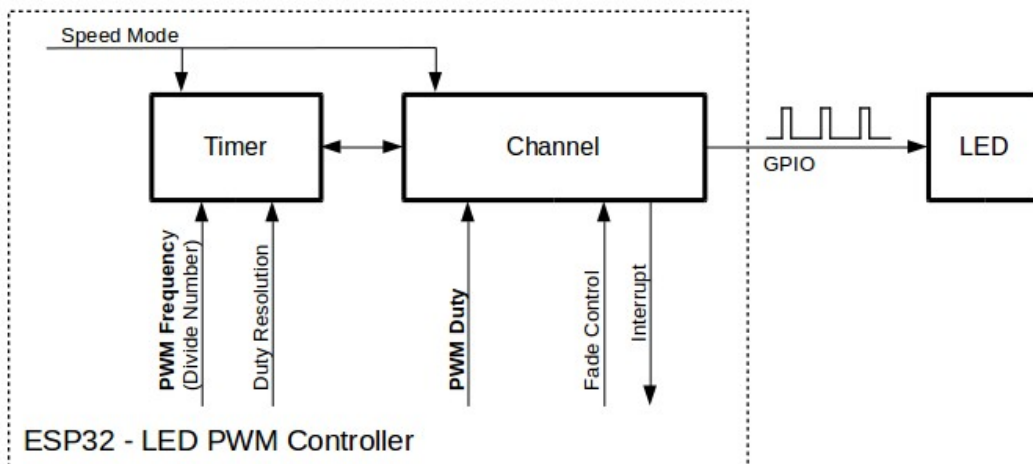 Speed Mode
Timer
Channel
LED
GPIO
PWM Frequency
(Divide Number)
Duty Resolution
PWM Duty
Fade Control
Interrupt
ESP32 - LED PWM Controller